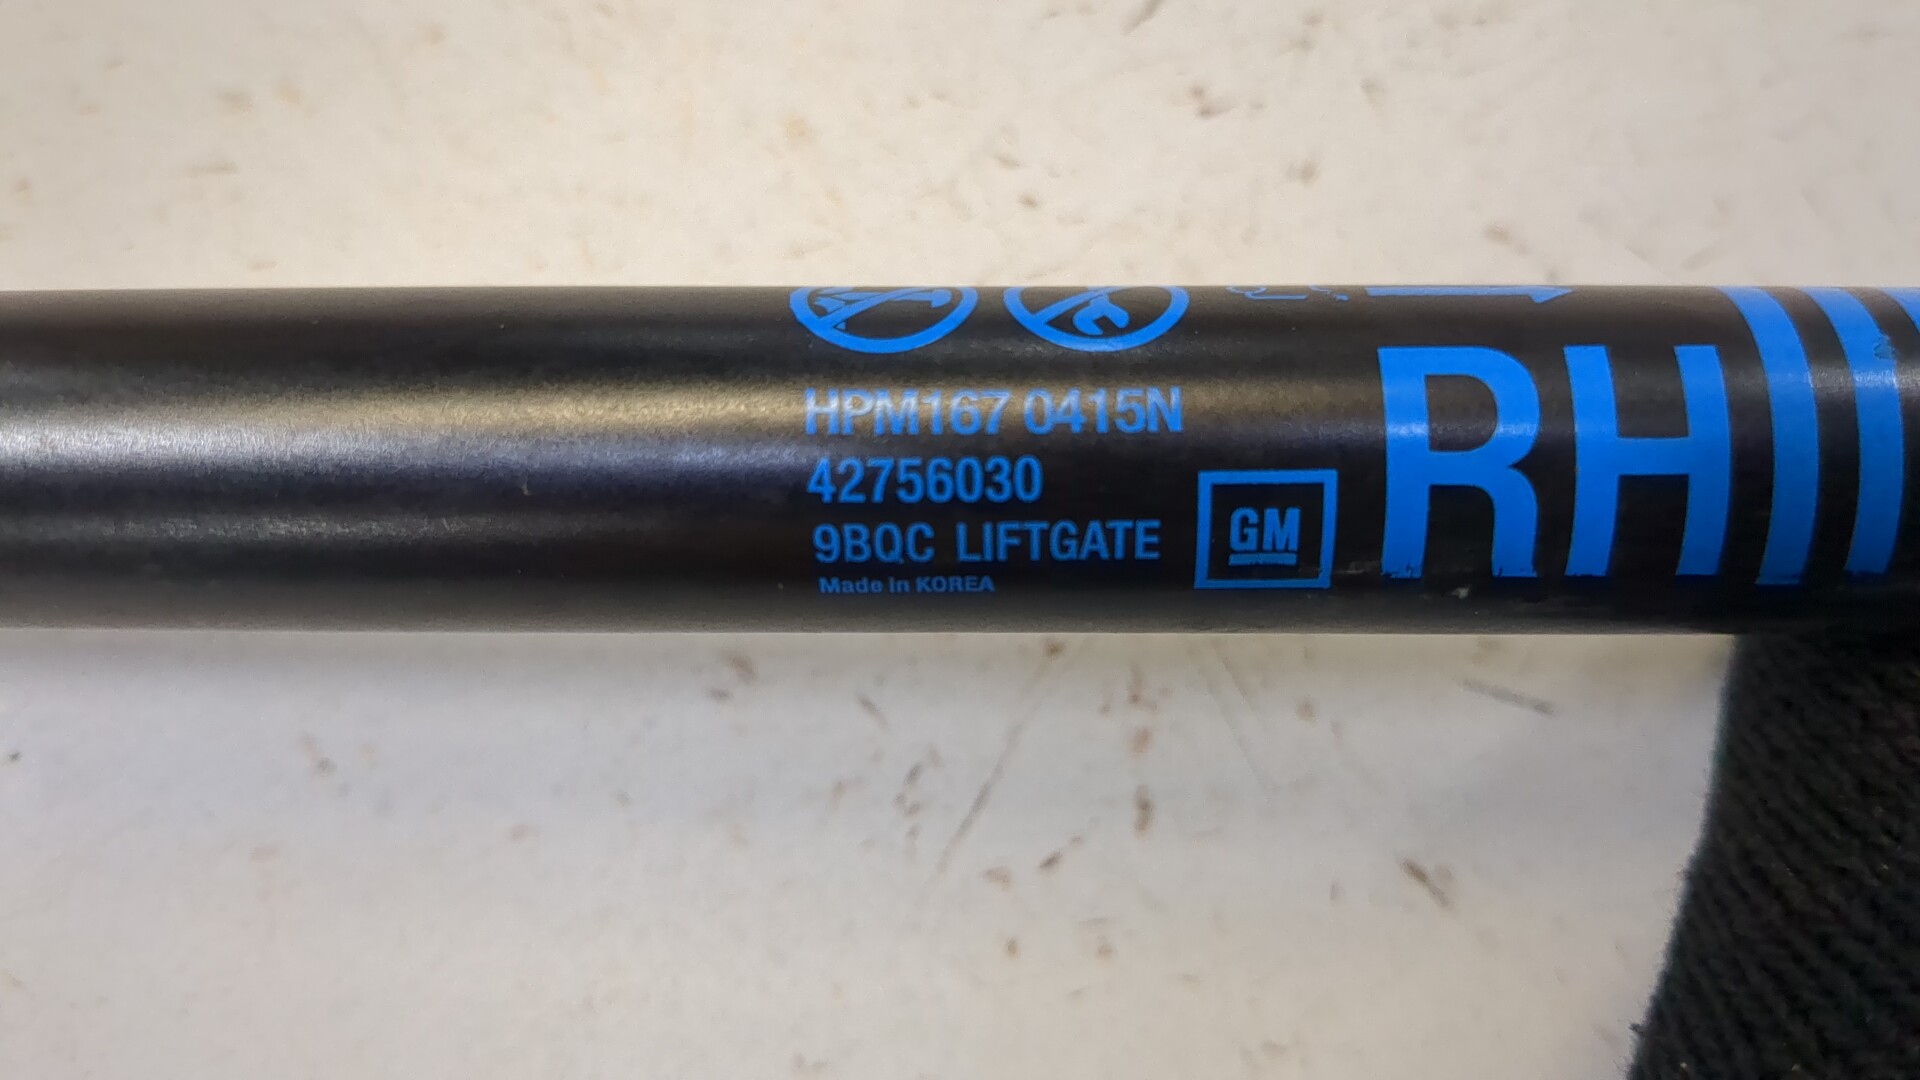 HPM167 0415N
42756030
9BQC LIFTGATE
Made in KOREA
GM
RH